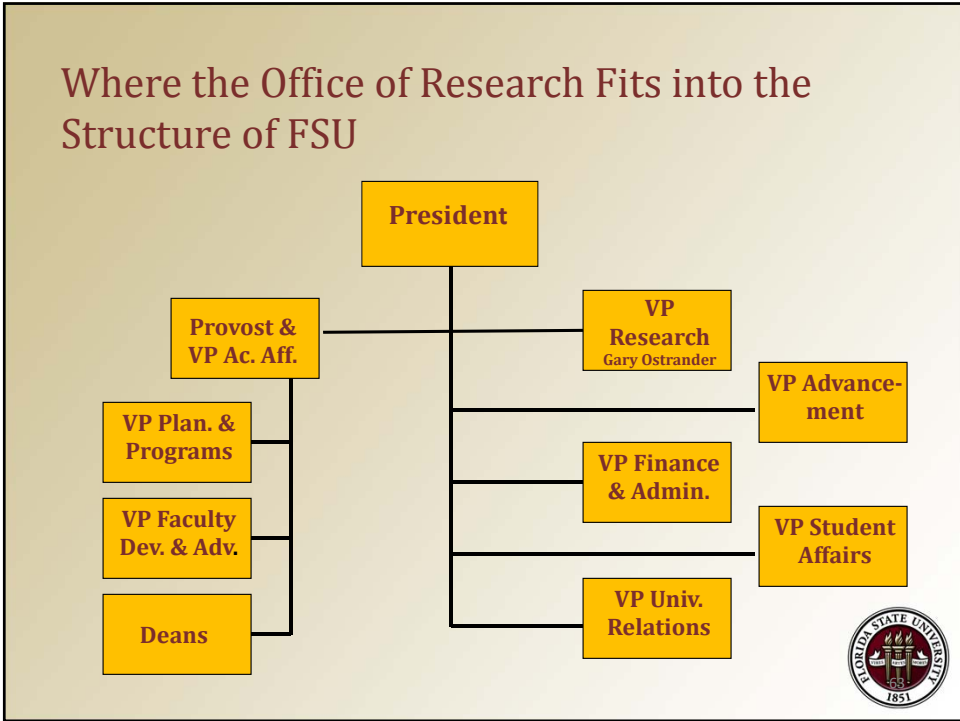 Where the Office of Research Fits into the
Structure of FSU
President
Provost &
VP Ac. Aff.
VP
Research
Gary Ostrander
VP Advance-
ment
VP Plan. &
Programs
VP Finance
& Admin.
VP Faculty
Dev. & Adv.
VP Student
Affairs
Deans
VP Univ.
Relations
FLORIDA STATE UNIVERSITY
63
1851